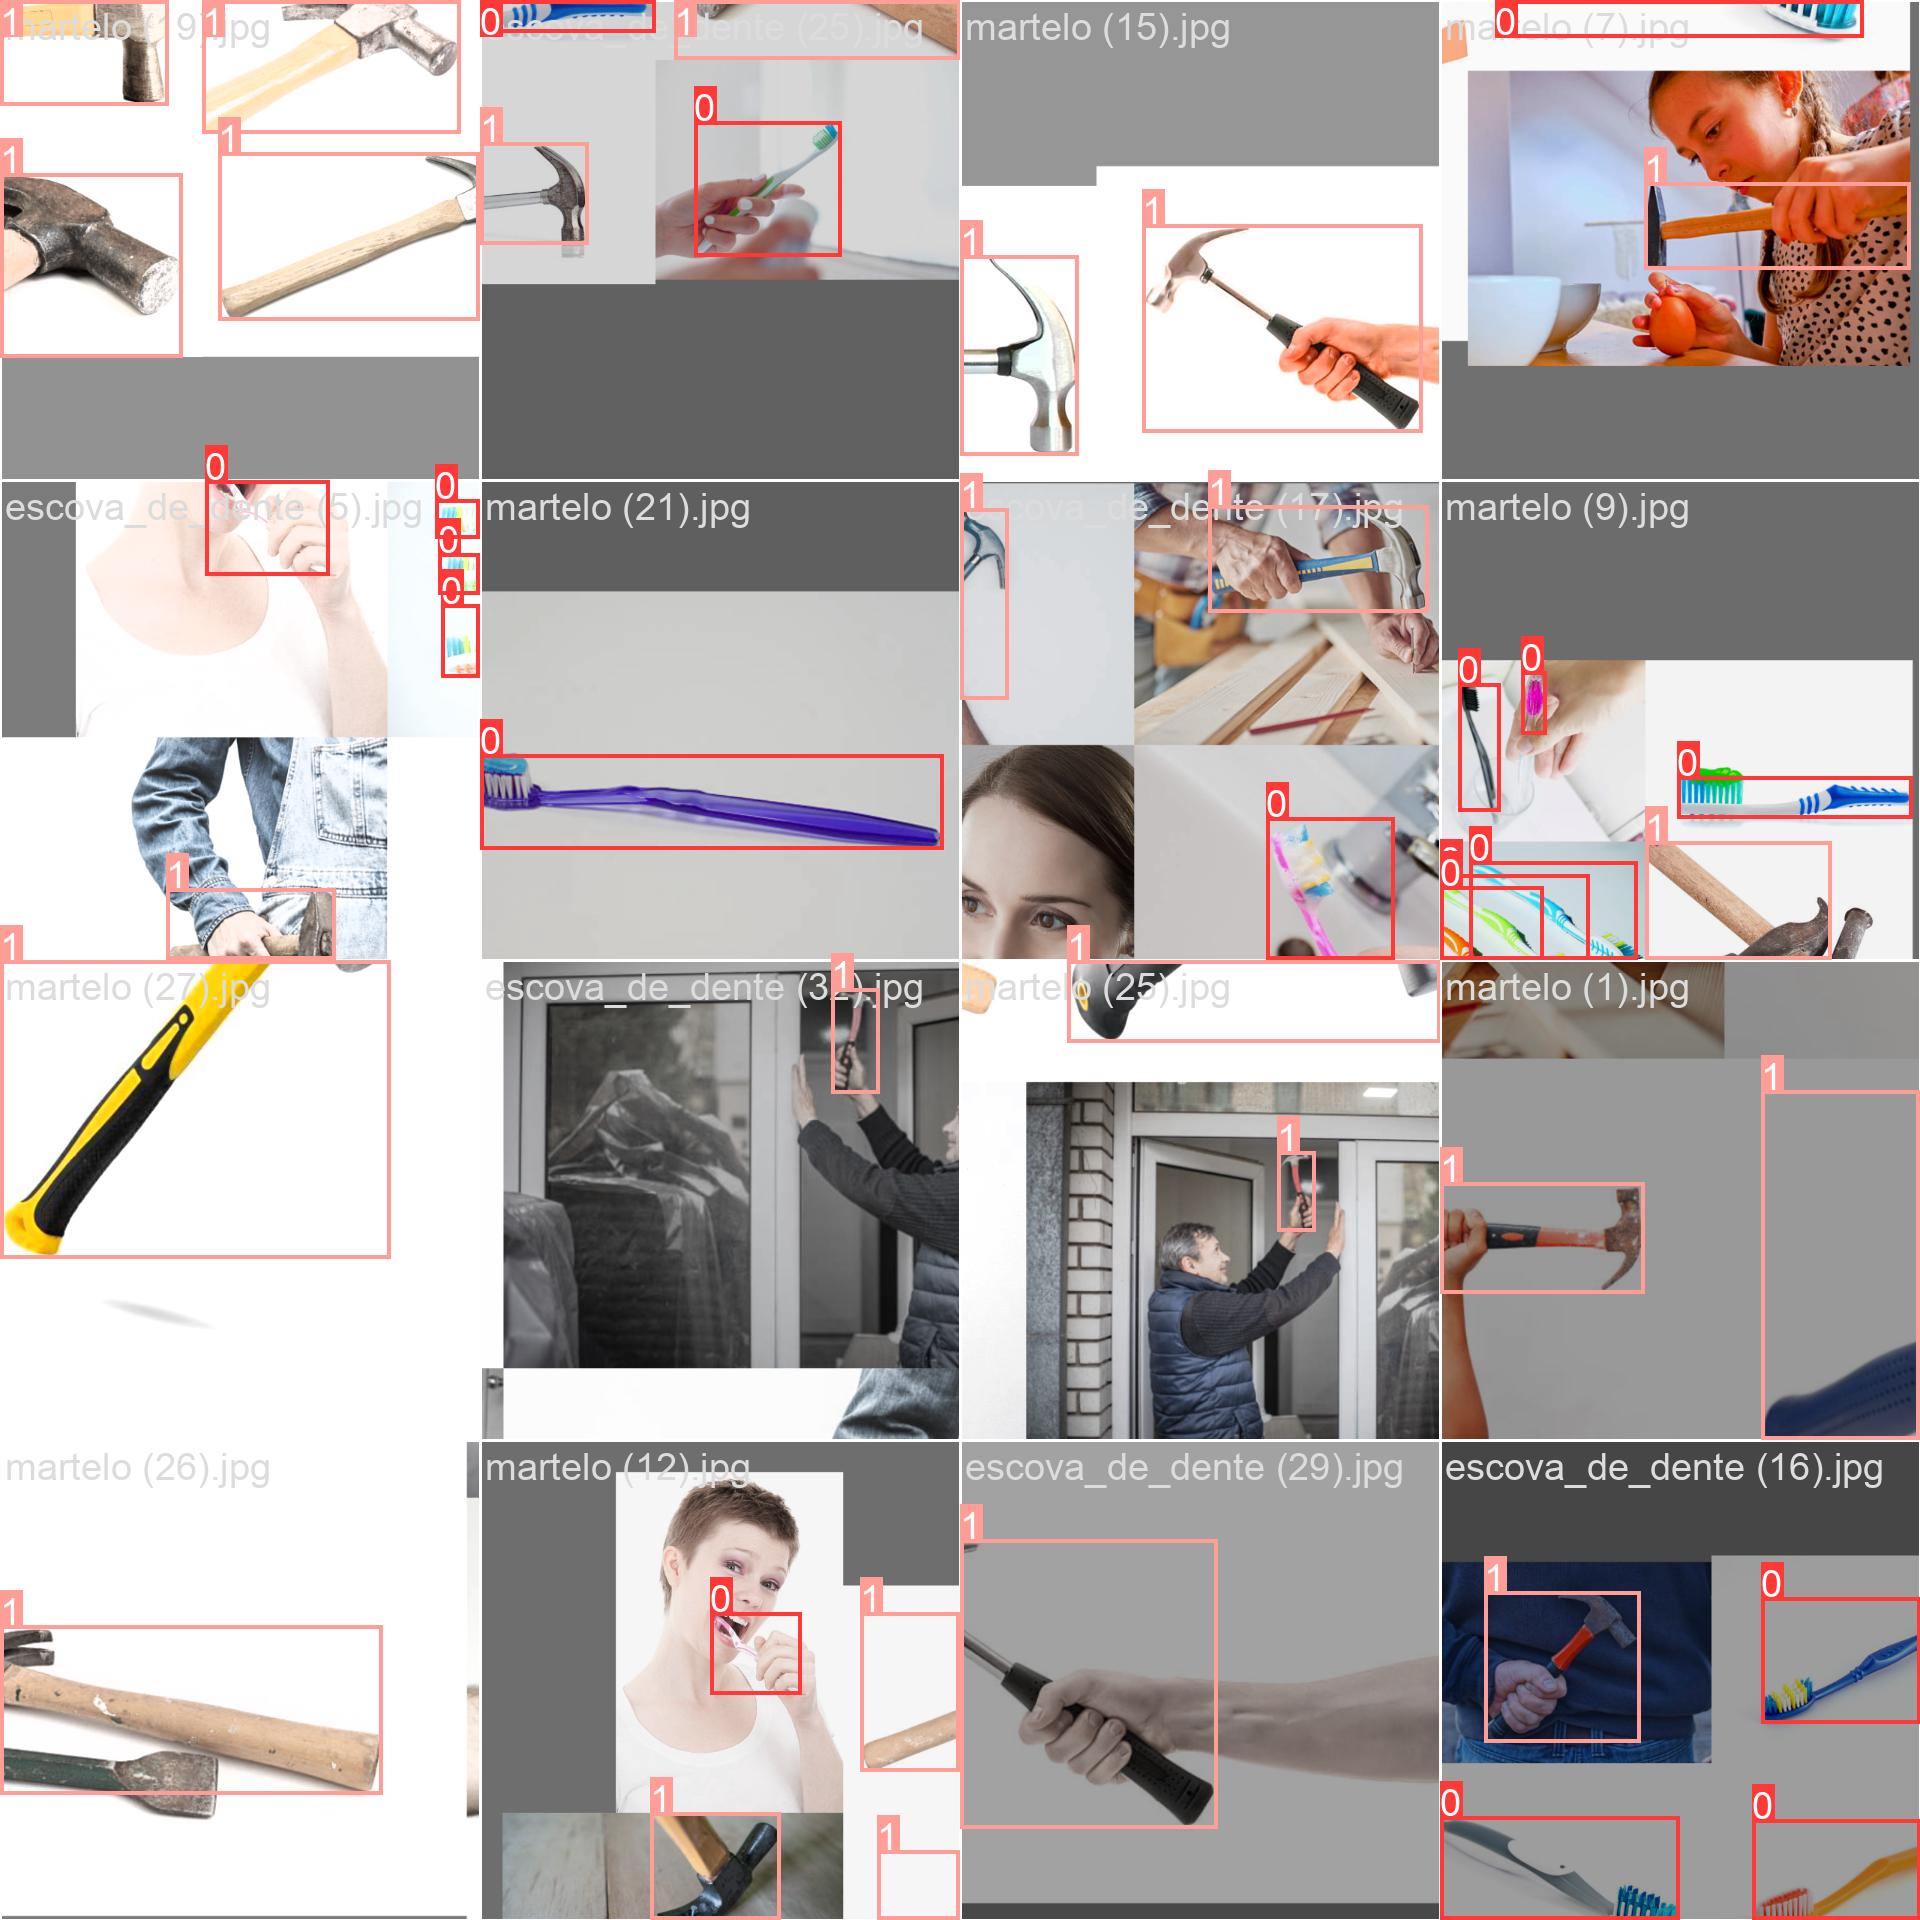 1
1
martelo (19).jpg
1
1
0
1
escova_de_dente (25).jpg
0
1
martelo (15).jpg
1
1
0
martelo (7).jpg
1
0
0
escova_de_dente (5).jpg
0
0
1
martelo (21).jpg
0
1
1
escova_de_dente (17).jpg
0
martelo (9).jpg
0
0
0
1
0
0
0
1
martelo (27).jpg
1
escova_de_dente (32).jpg
1
martelo (25).jpg
1
martelo (1).jpg
1
1
martelo (26).jpg
1
martelo (12).jpg
0
1
1
1
escova_de_dente (29).jpg
1
escova_de_dente (16).jpg
1
0
0
0